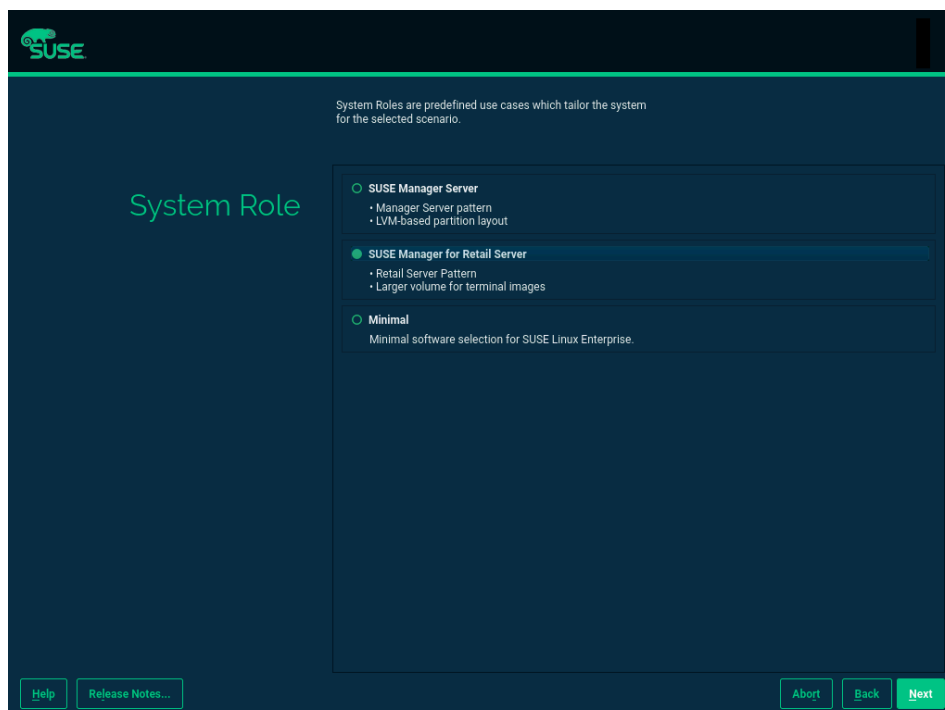 SUSE.
System Roles are predefined use cases which tailor the system
for the selected scenario.
System Role
SUSE Manager Server
• Manager Server pattern
• LVM-based partition layout
SUSE Manager for Retail Server
• Retail Server Pattern
• Larger volume for terminal images
Minimal
Minimal software selection for SUSE Linux Enterprise.
Help
Release Notes...
Abort
Back
Next